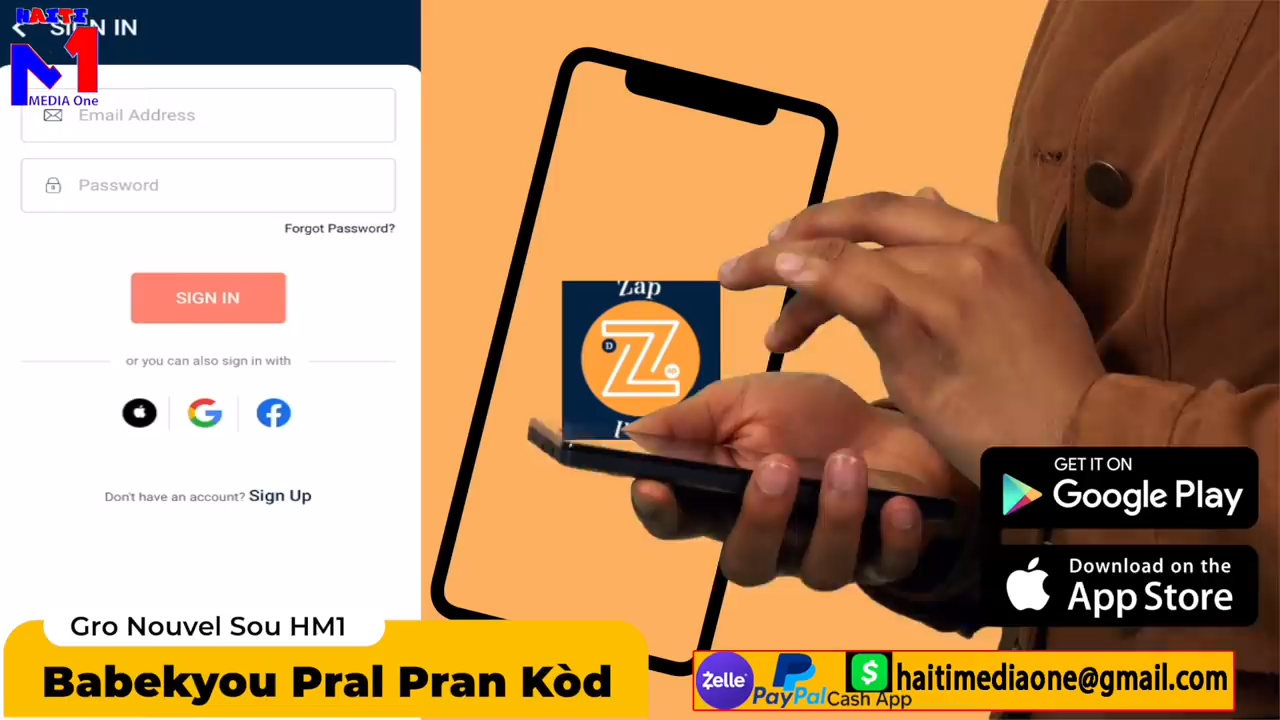 HAITI
M1
MEDIA One
SIGN IN
Email Address
Password
Forgot Password?
SIGN IN
or you can also sign in with
Don't have an account? Sign Up
Zap
Z
D
GET IT ON
Google Play
Download on the
App Store
Gro Nouvel Sou HM1
Babekyou Pral Pran Kòd
Zelle
PayPal
$
Cash App
haitimediaone@gmail.com